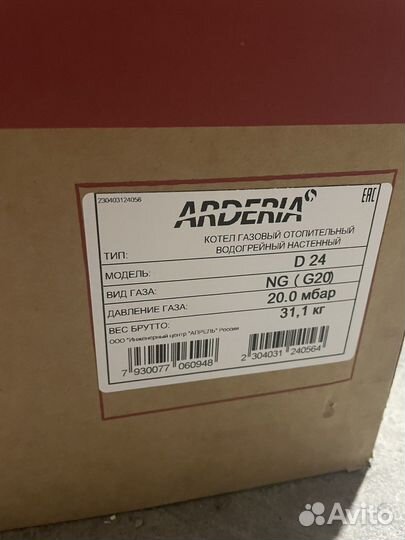 230403124056
ARDERIA
EAC
ТИП:
КОТЕЛ ГАЗОВЫЙ ОТОПИТЕЛЬНЫЙ
ВОДОГРЕЙНЫЙ НАСТЕННЫЙ
МОДЕЛЬ:
D 24
ВИД ГАЗА:
NG ( G20)
ДАВЛЕНИЕ ГАЗА:
20.0 мбар
ВЕС БРУТТО:
31,1 кг
ООО "Инженерный центр "АПРЕЛЬ" Россия
7 930077 060948
2 304031 240564
Avito